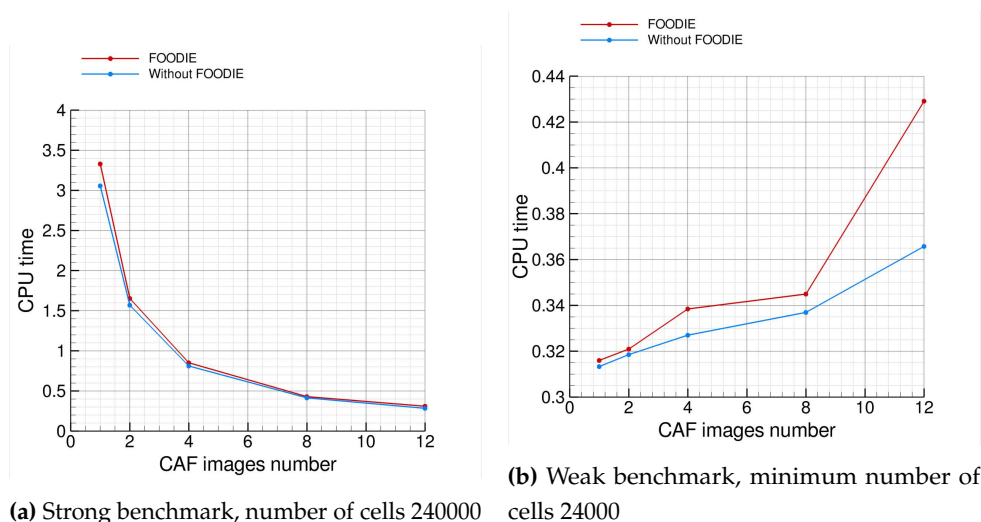 FOODIE
Without FOODIE
4
3.5
3
2.5
2
1.5
1
0.5
0
CPU time
0 2 4 6 8 10 12
CAF images number
(a) Strong benchmark, number of cells 240000
FOODIE
Without FOODIE
0.44
0.42
0.4
0.38
0.36
0.34
0.32
0.3
CPU time
0 2 4 6 8 10 12
CAF images number
(b) Weak benchmark, minimum number of
cells 24000